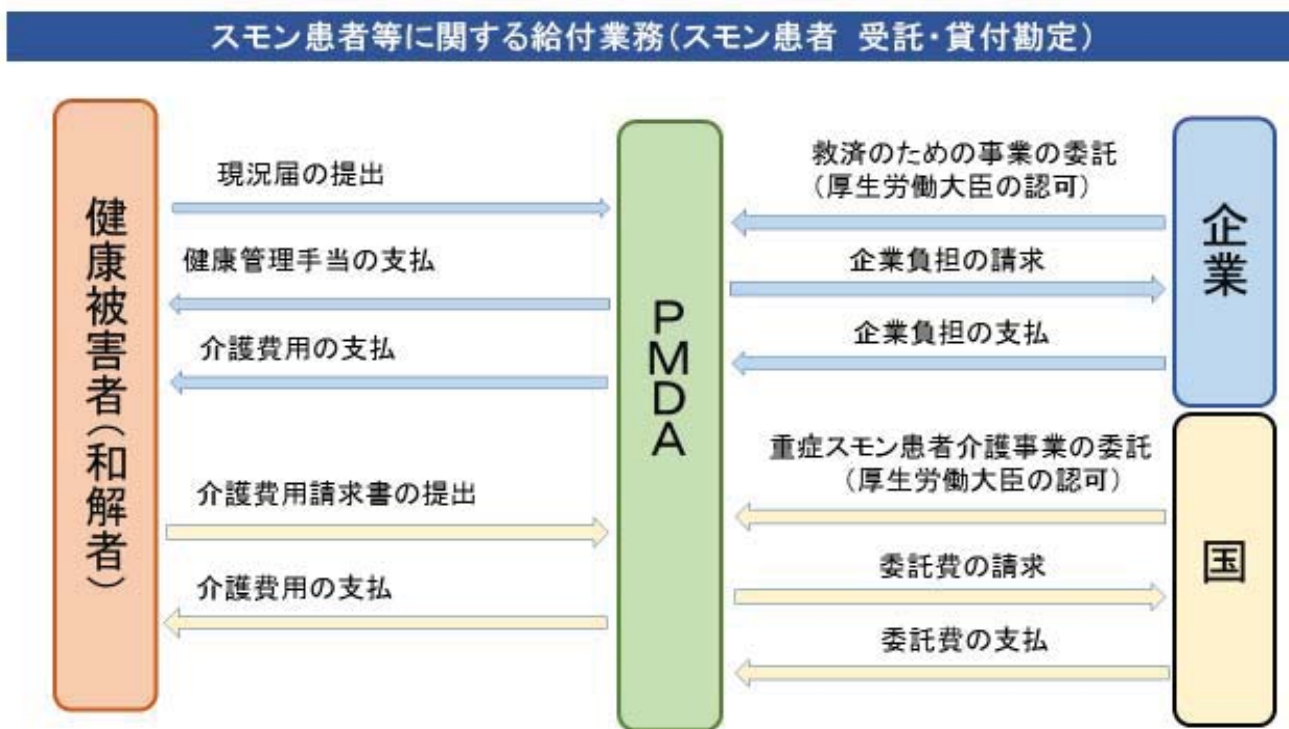 スモン患者等に関する給付業務(スモン患者 受託・貸付勘定)
健康被害者(和解者)
現況届の提出
健康管理手当の支払
介護費用の支払
介護費用請求書の提出
介護費用の支払
PMDA
救済のための事業の委託
(厚生労働大臣の認可)
企業負担の請求
企業負担の支払
重症スモン患者介護事業の委託
(厚生労働大臣の認可)
委託費の請求
委託費の支払
企業
国